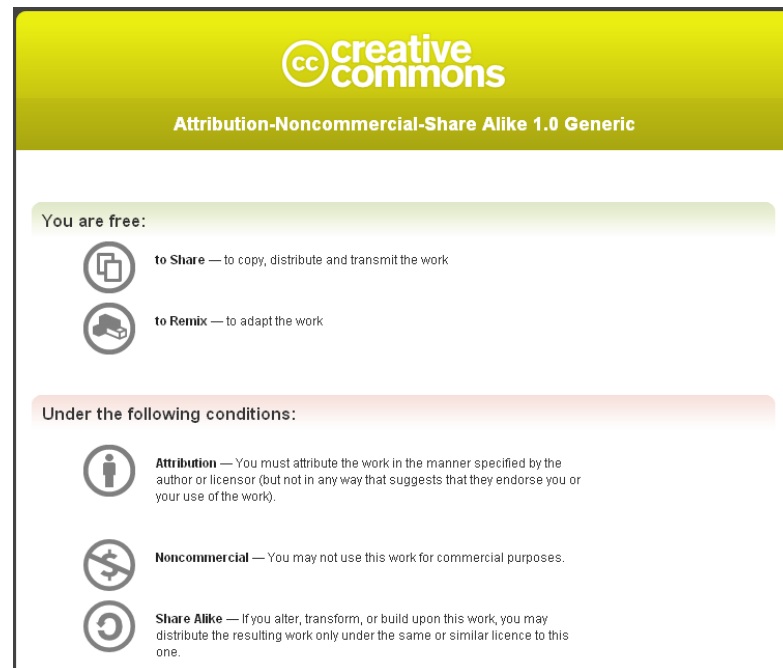 cc creative
commons
Attribution-Noncommercial-Share Alike 1.0 Generic
You are free:
to Share — to copy, distribute and transmit the work
to Remix — to adapt the work
Under the following conditions:
Attribution — You must attribute the work in the manner specified by the
author or licensor (but not in any way that suggests that they endorse you or
your use of the work).
Noncommercial — You may not use this work for commercial purposes.
Share Alike — If you alter, transform, or build upon this work, you may
distribute the resulting work only under the same or similar licence to this
one.